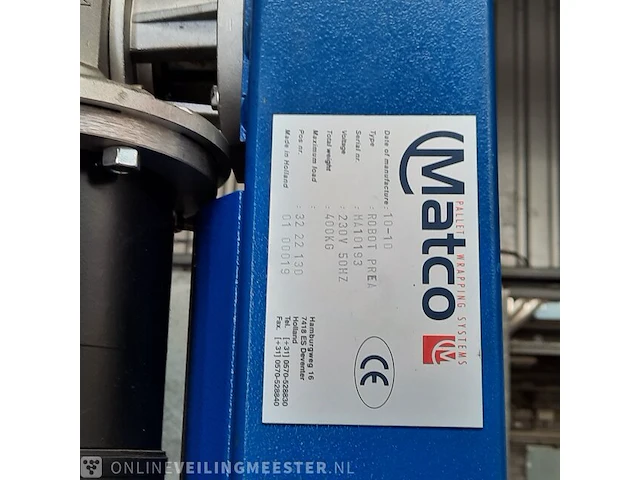 Matco
PALLET WRAPPING SYSTEMS
Date of manufacture : 10-10
Type : ROBOT PREA
Serial nr. : MA10193
Voltage : 230V 50HZ
Total weight : 400KG
Maximum load :
Pos nr. : 32 22 130
01 00019
Made in Holland
Hamburgweg 16
7418 ES Deventer
Holland
Tel. (+31) 0570-528830
Fax. (+31) 0570-528840
CE
ONLINEVEILINGMEESTER.NL